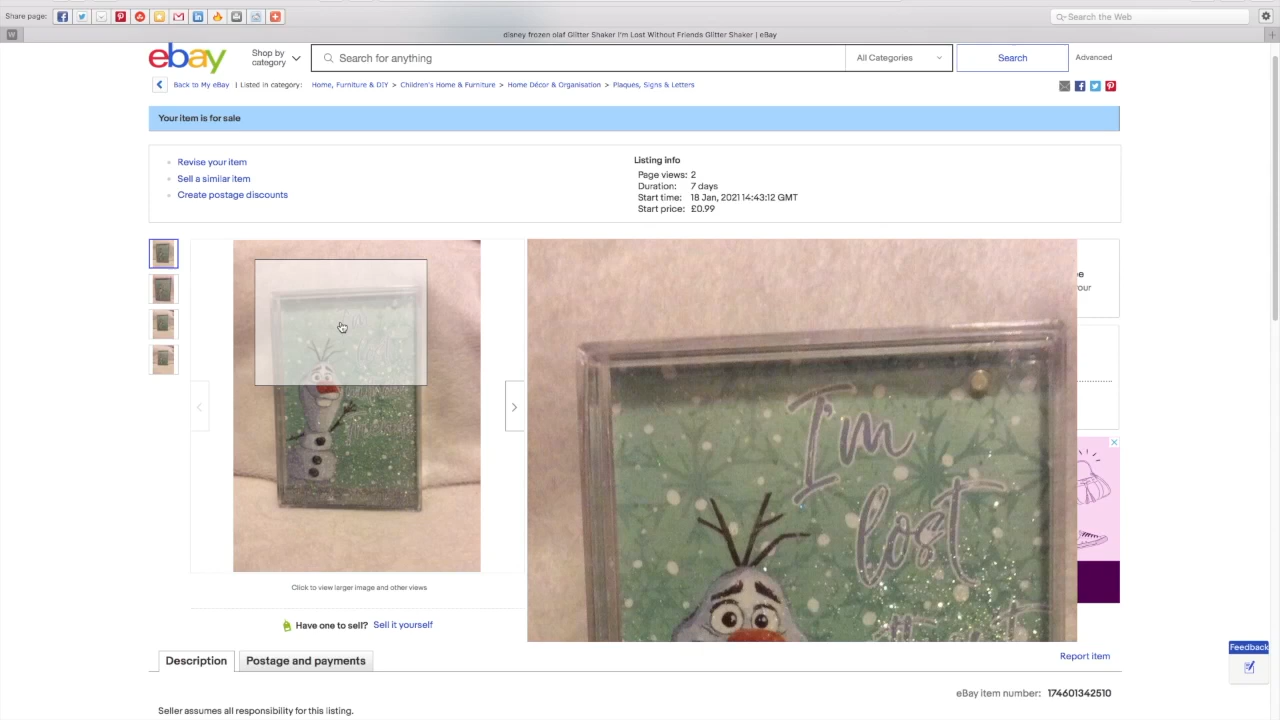 Share page:
Search the Web
W
disney frozen olaf Glitter Shaker I'm Lost Without Friends Glitter Shaker | eBay
ebay
Shop by
category
Search for anything
All Categories
Search
Advanced
Back to My eBay | Listed in category: Home, Furniture & DIY > Children's Home & Furniture > Home Décor & Organisation > Plaques, Signs & Letters
Your item is for sale
Revise your item
Sell a similar item
Create postage discounts
Listing info
Page views: 2
Duration: 7 days
Start time: 18 Jan, 2021 14:43:12 GMT
Start price: £0.99
I'm
lost
Click to view larger image and other views
Have one to sell? Sell it yourself
Description
Postage and payments
Report item
Feedback
eBay item number: 174601342510
Seller assumes all responsibility for this listing.